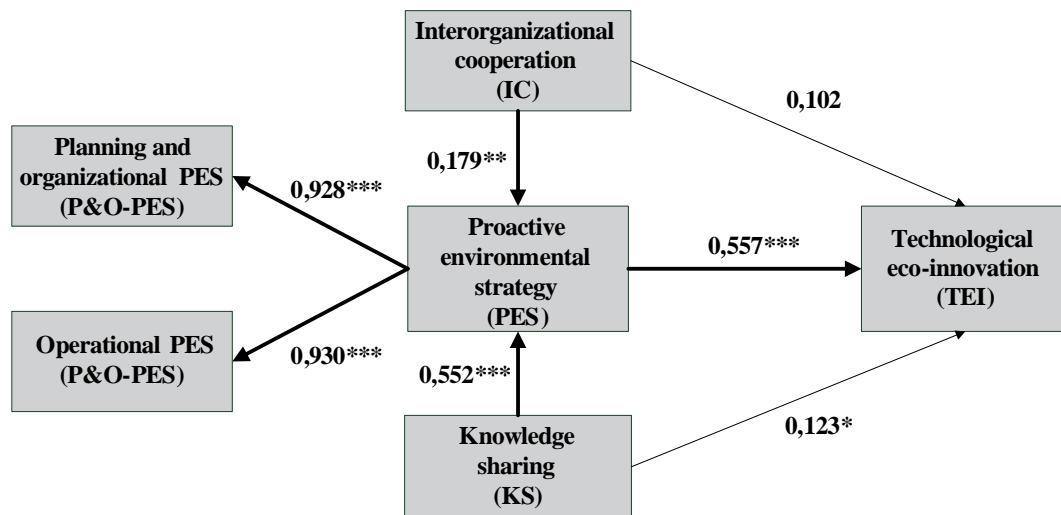 Interorganizational
cooperation
(IC)
0,102
Planning and
organizational PES
(P&O-PES)
0,928***
0,179**
Proactive
environmental
strategy
(PES)
0,557***
Technological
eco-innovation
(TEI)
Operational PES
(P&O-PES)
0,930***
0,552***
0,123*
Knowledge
sharing
(KS)